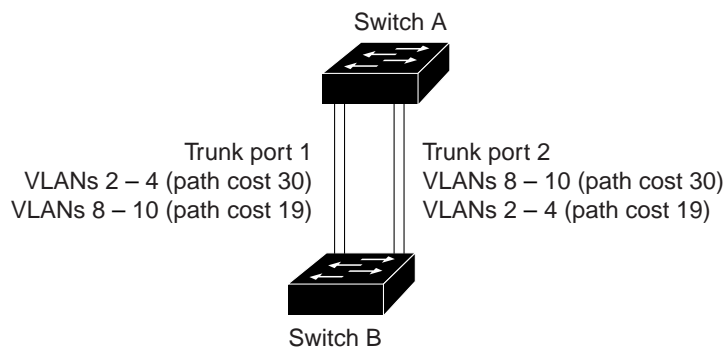 Switch A
Trunk port 1
VLANs 2 – 4 (path cost 30)
VLANs 8 – 10 (path cost 19)
Trunk port 2
VLANs 8 – 10 (path cost 30)
VLANs 2 – 4 (path cost 19)
Switch B